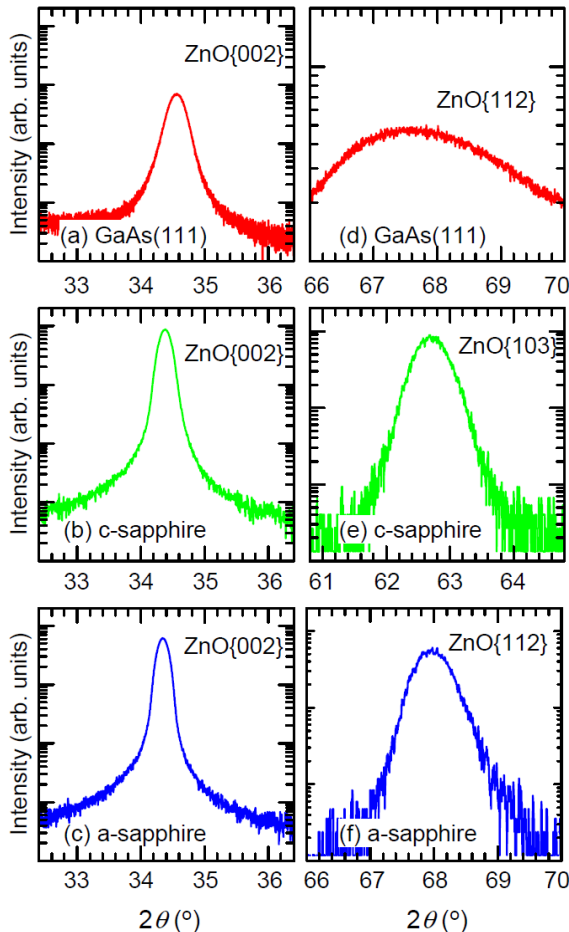 Intensity (arb. units)
ZnO{002}
(a) GaAs(111)
33 34 35 36
ZnO{112}
(d) GaAs(111)
66 67 68 69 70
Intensity (arb. units)
ZnO{002}
(b) c-sapphire
33 34 35 36
ZnO{103}
(e) c-sapphire
61 62 63 64
Intensity (arb. units)
ZnO{002}
(c) a-sapphire
33 34 35 36
2θ (°)
ZnO{112}
(f) a-sapphire
66 67 68 69 70
2θ (°)